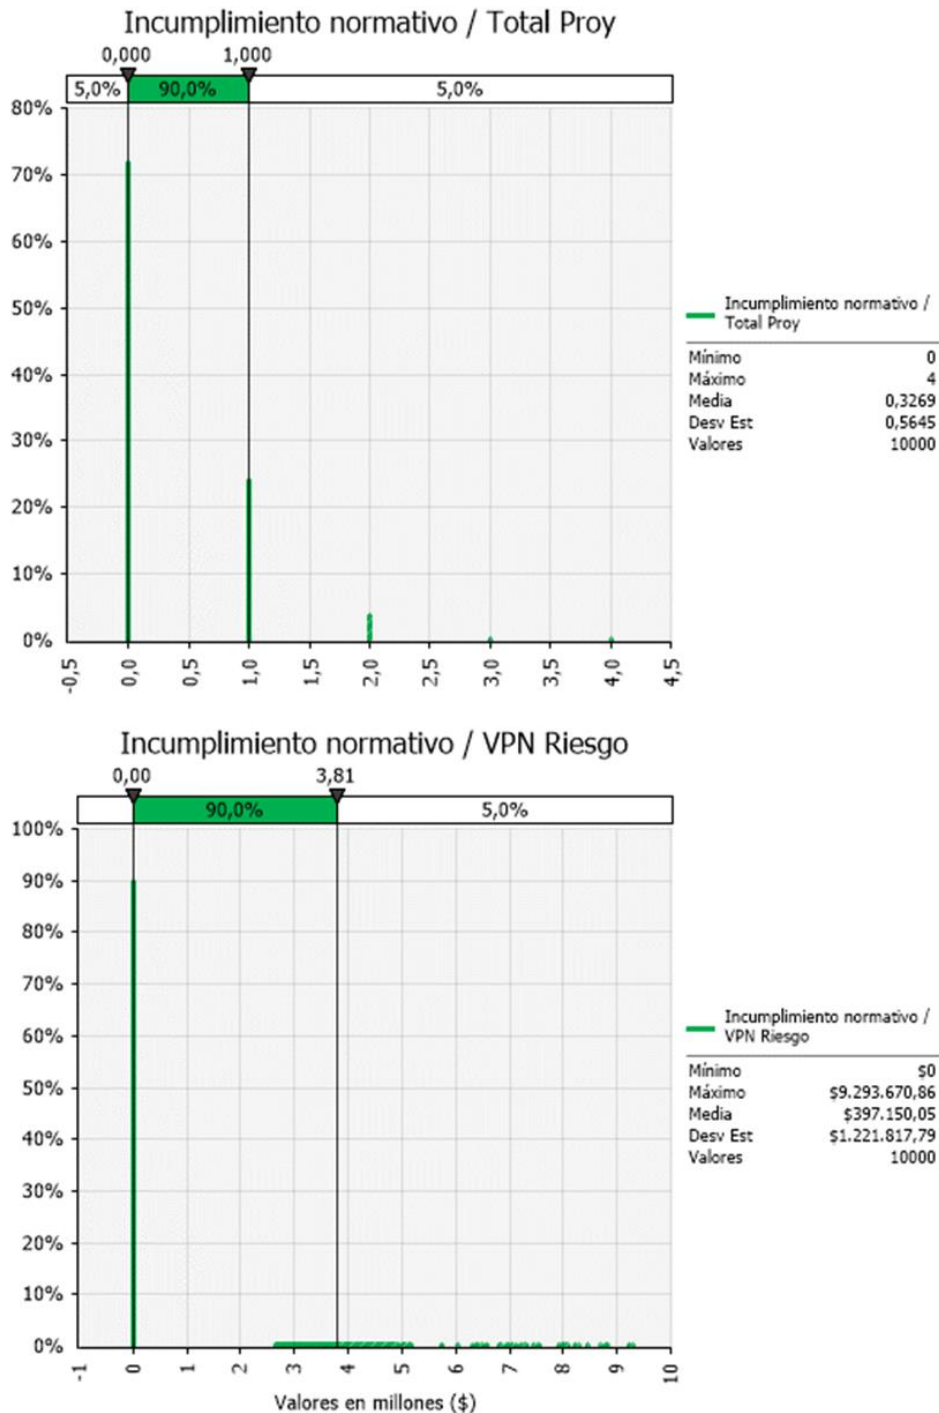 Incumplimiento normativo / Total Proy
0,000 1,000
5,0% 90,0% 5,0%
80%
70%
60%
50%
40%
30%
20%
10%
0%
-0,5 0,0 0,5 1,0 1,5 2,0 2,5 3,0 3,5 4,0 4,5
Incumplimiento normativo /
Total Proy
Mínimo 0
Máximo 4
Media 0,3269
Desv Est 0,5645
Valores 10000
Incumplimiento normativo / VPN Riesgo
0,00 3,81
90,0% 5,0%
100%
90%
80%
70%
60%
50%
40%
30%
20%
10%
0%
-1 0 1 2 3 4 5 6 7 8 9 10
Valores en millones ($)
Incumplimiento normativo /
VPN Riesgo
Mínimo $0
Máximo $9.293.670,86
Media $397.150,05
Desv Est $1.221.817,79
Valores 10000